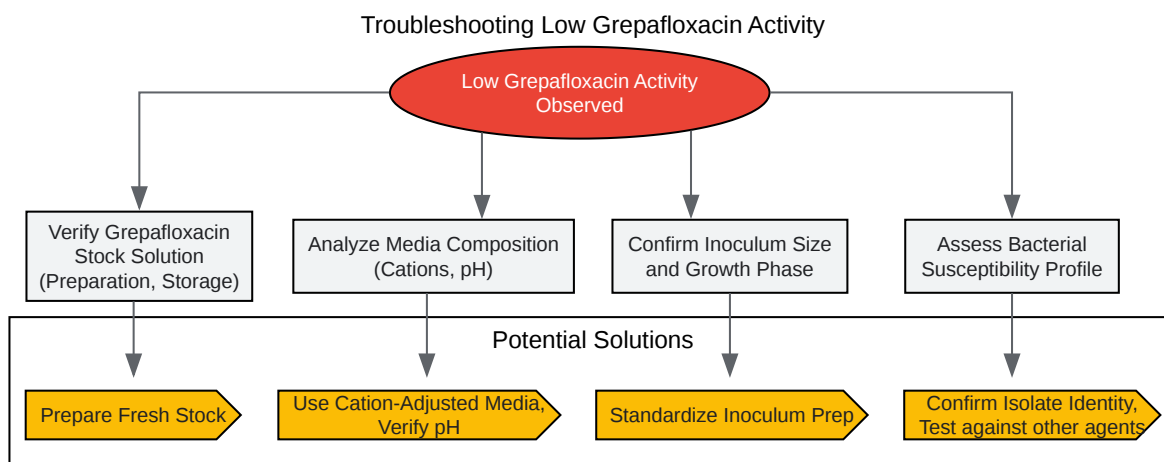 Troubleshooting Low Grepafloxacin Activity
Low Grepafloxacin Activity
Observed
Verify Grepafloxacin
Stock Solution
(Preparation, Storage)
Analyze Media Composition
(Cations, pH)
Confirm Inoculum Size
and Growth Phase
Assess Bacterial
Susceptibility Profile
Potential Solutions
Prepare Fresh Stock
Use Cation-Adjusted Media,
Verify pH
Standardize Inoculum Prep
Confirm Isolate Identity,
Test against other agents